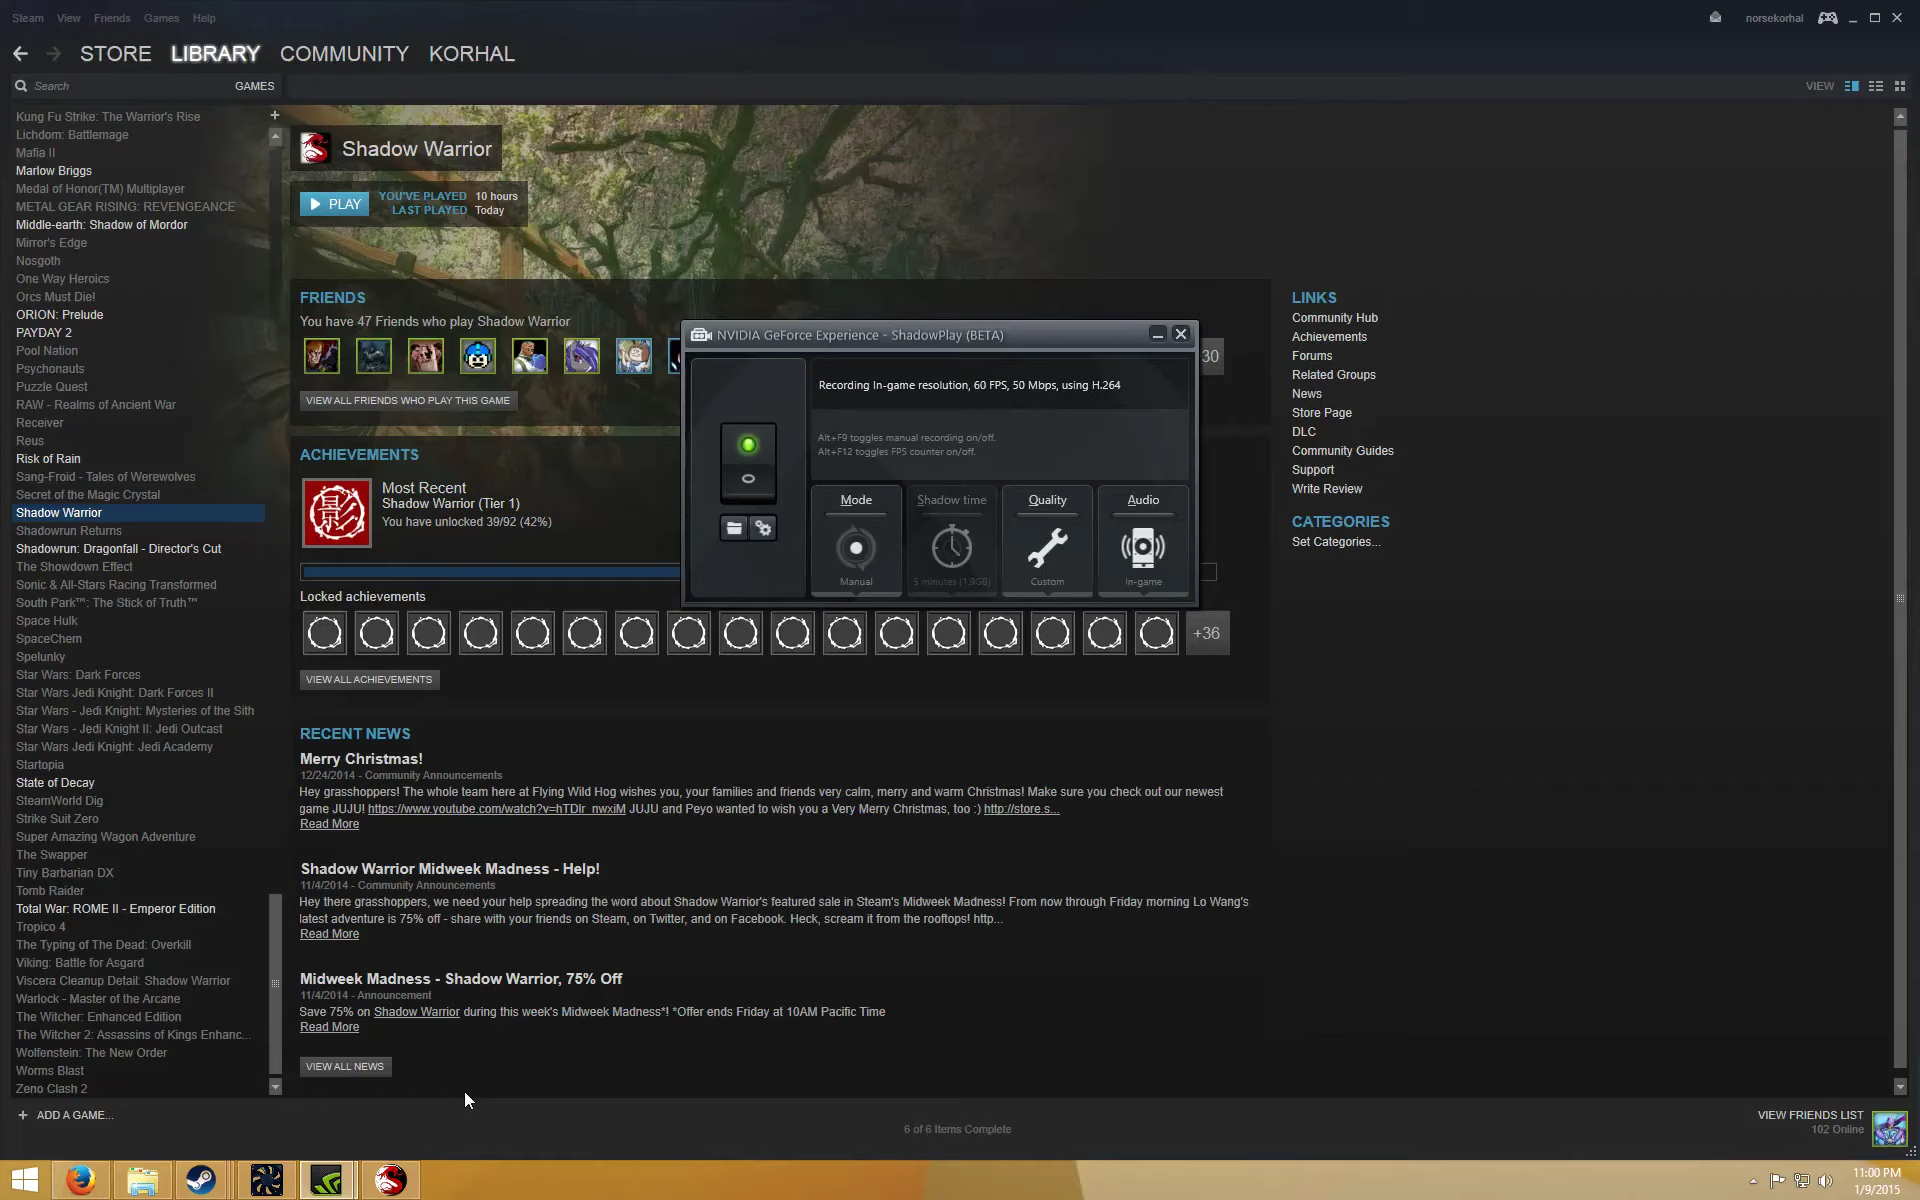 Steam View Friends Games Help
norsekorhal
STORE LIBRARY COMMUNITY KORHAL
Search
GAMES
VIEW
Kung Fu Strike: The Warrior's Rise
Lichdom: Battlemage
Mafia II
Marlow Briggs
Medal of Honor(TM) Multiplayer
METAL GEAR RISING: REVENGEANCE
Middle-earth: Shadow of Mordor
Mirror's Edge
Nosgoth
One Way Heroics
Orcs Must Die!
ORION: Prelude
PAYDAY 2
Pool Nation
Psychonauts
Puzzle Quest
RAW - Realms of Ancient War
Receiver
Reus
Risk of Rain
Sang-Froid - Tales of Werewolves
Secret of the Magic Crystal
Shadow Warrior
Shadowrun Returns
Shadowrun: Dragonfall - Director's Cut
The Showdown Effect
Sonic & All-Stars Racing Transformed
South Park™: The Stick of Truth™
Space Hulk
SpaceChem
Spelunky
Star Wars: Dark Forces
Star Wars Jedi Knight: Dark Forces II
Star Wars - Jedi Knight: Mysteries of the Sith
Star Wars - Jedi Knight II: Jedi Outcast
Star Wars Jedi Knight: Jedi Academy
Startopia
State of Decay
SteamWorld Dig
Strike Suit Zero
Super Amazing Wagon Adventure
The Swapper
Tiny Barbarian DX
Tomb Raider
Total War: ROME II - Emperor Edition
Tropico 4
The Typing of The Dead: Overkill
Viking: Battle for Asgard
Viscera Cleanup Detail: Shadow Warrior
Warlock - Master of the Arcane
The Witcher: Enhanced Edition
The Witcher 2: Assassins of Kings Enhanc...
Wolfenstein: The New Order
Worms Blast
Zeno Clash 2
+ ADD A GAME...
Shadow Warrior
PLAY
YOU'VE PLAYED 10 hours
LAST PLAYED Today
FRIENDS
You have 47 Friends who play Shadow Warrior
30
VIEW ALL FRIENDS WHO PLAY THIS GAME
ACHIEVEMENTS
影
Most Recent
Shadow Warrior (Tier 1)
You have unlocked 39/92 (42%)
Locked achievements
+36
VIEW ALL ACHIEVEMENTS
NVIDIA GeForce Experience - ShadowPlay (BETA)
Recording In-game resolution, 60 FPS, 50 Mbps, using H.264
Alt+F9 toggles manual recording on/off.
Alt+F12 toggles FPS counter on/off.
Mode Shadow time Quality Audio
Manual 5 minutes (1.9GB) Custom In-game
RECENT NEWS
Merry Christmas!
12/24/2014 - Community Announcements
Hey grasshoppers! The whole team here at Flying Wild Hog wishes you, your families and friends very calm, merry and warm Christmas! Make sure you check out our newest
game JUJU! https://www.youtube.com/watch?v=hTDlr_nwxiM JUJU and Peyo wanted to wish you a Very Merry Christmas, too :) http://store.s...
Read More
Shadow Warrior Midweek Madness - Help!
11/4/2014 - Community Announcements
Hey there grasshoppers, we need your help spreading the word about Shadow Warrior's featured sale in Steam's Midweek Madness! From now through Friday morning Lo Wang's
latest adventure is 75% off - share with your friends on Steam, on Twitter, and on Facebook. Heck, scream it from the rooftops! http...
Read More
Midweek Madness - Shadow Warrior, 75% Off
11/4/2014 - Announcement
Save 75% on Shadow Warrior during this week's Midweek Madness*! *Offer ends Friday at 10AM Pacific Time
Read More
VIEW ALL NEWS
LINKS
Community Hub
Achievements
Forums
Related Groups
News
Store Page
DLC
Community Guides
Support
Write Review
CATEGORIES
Set Categories...
6 of 6 Items Complete
VIEW FRIENDS LIST
102 Online
11:00 PM
1/9/2015